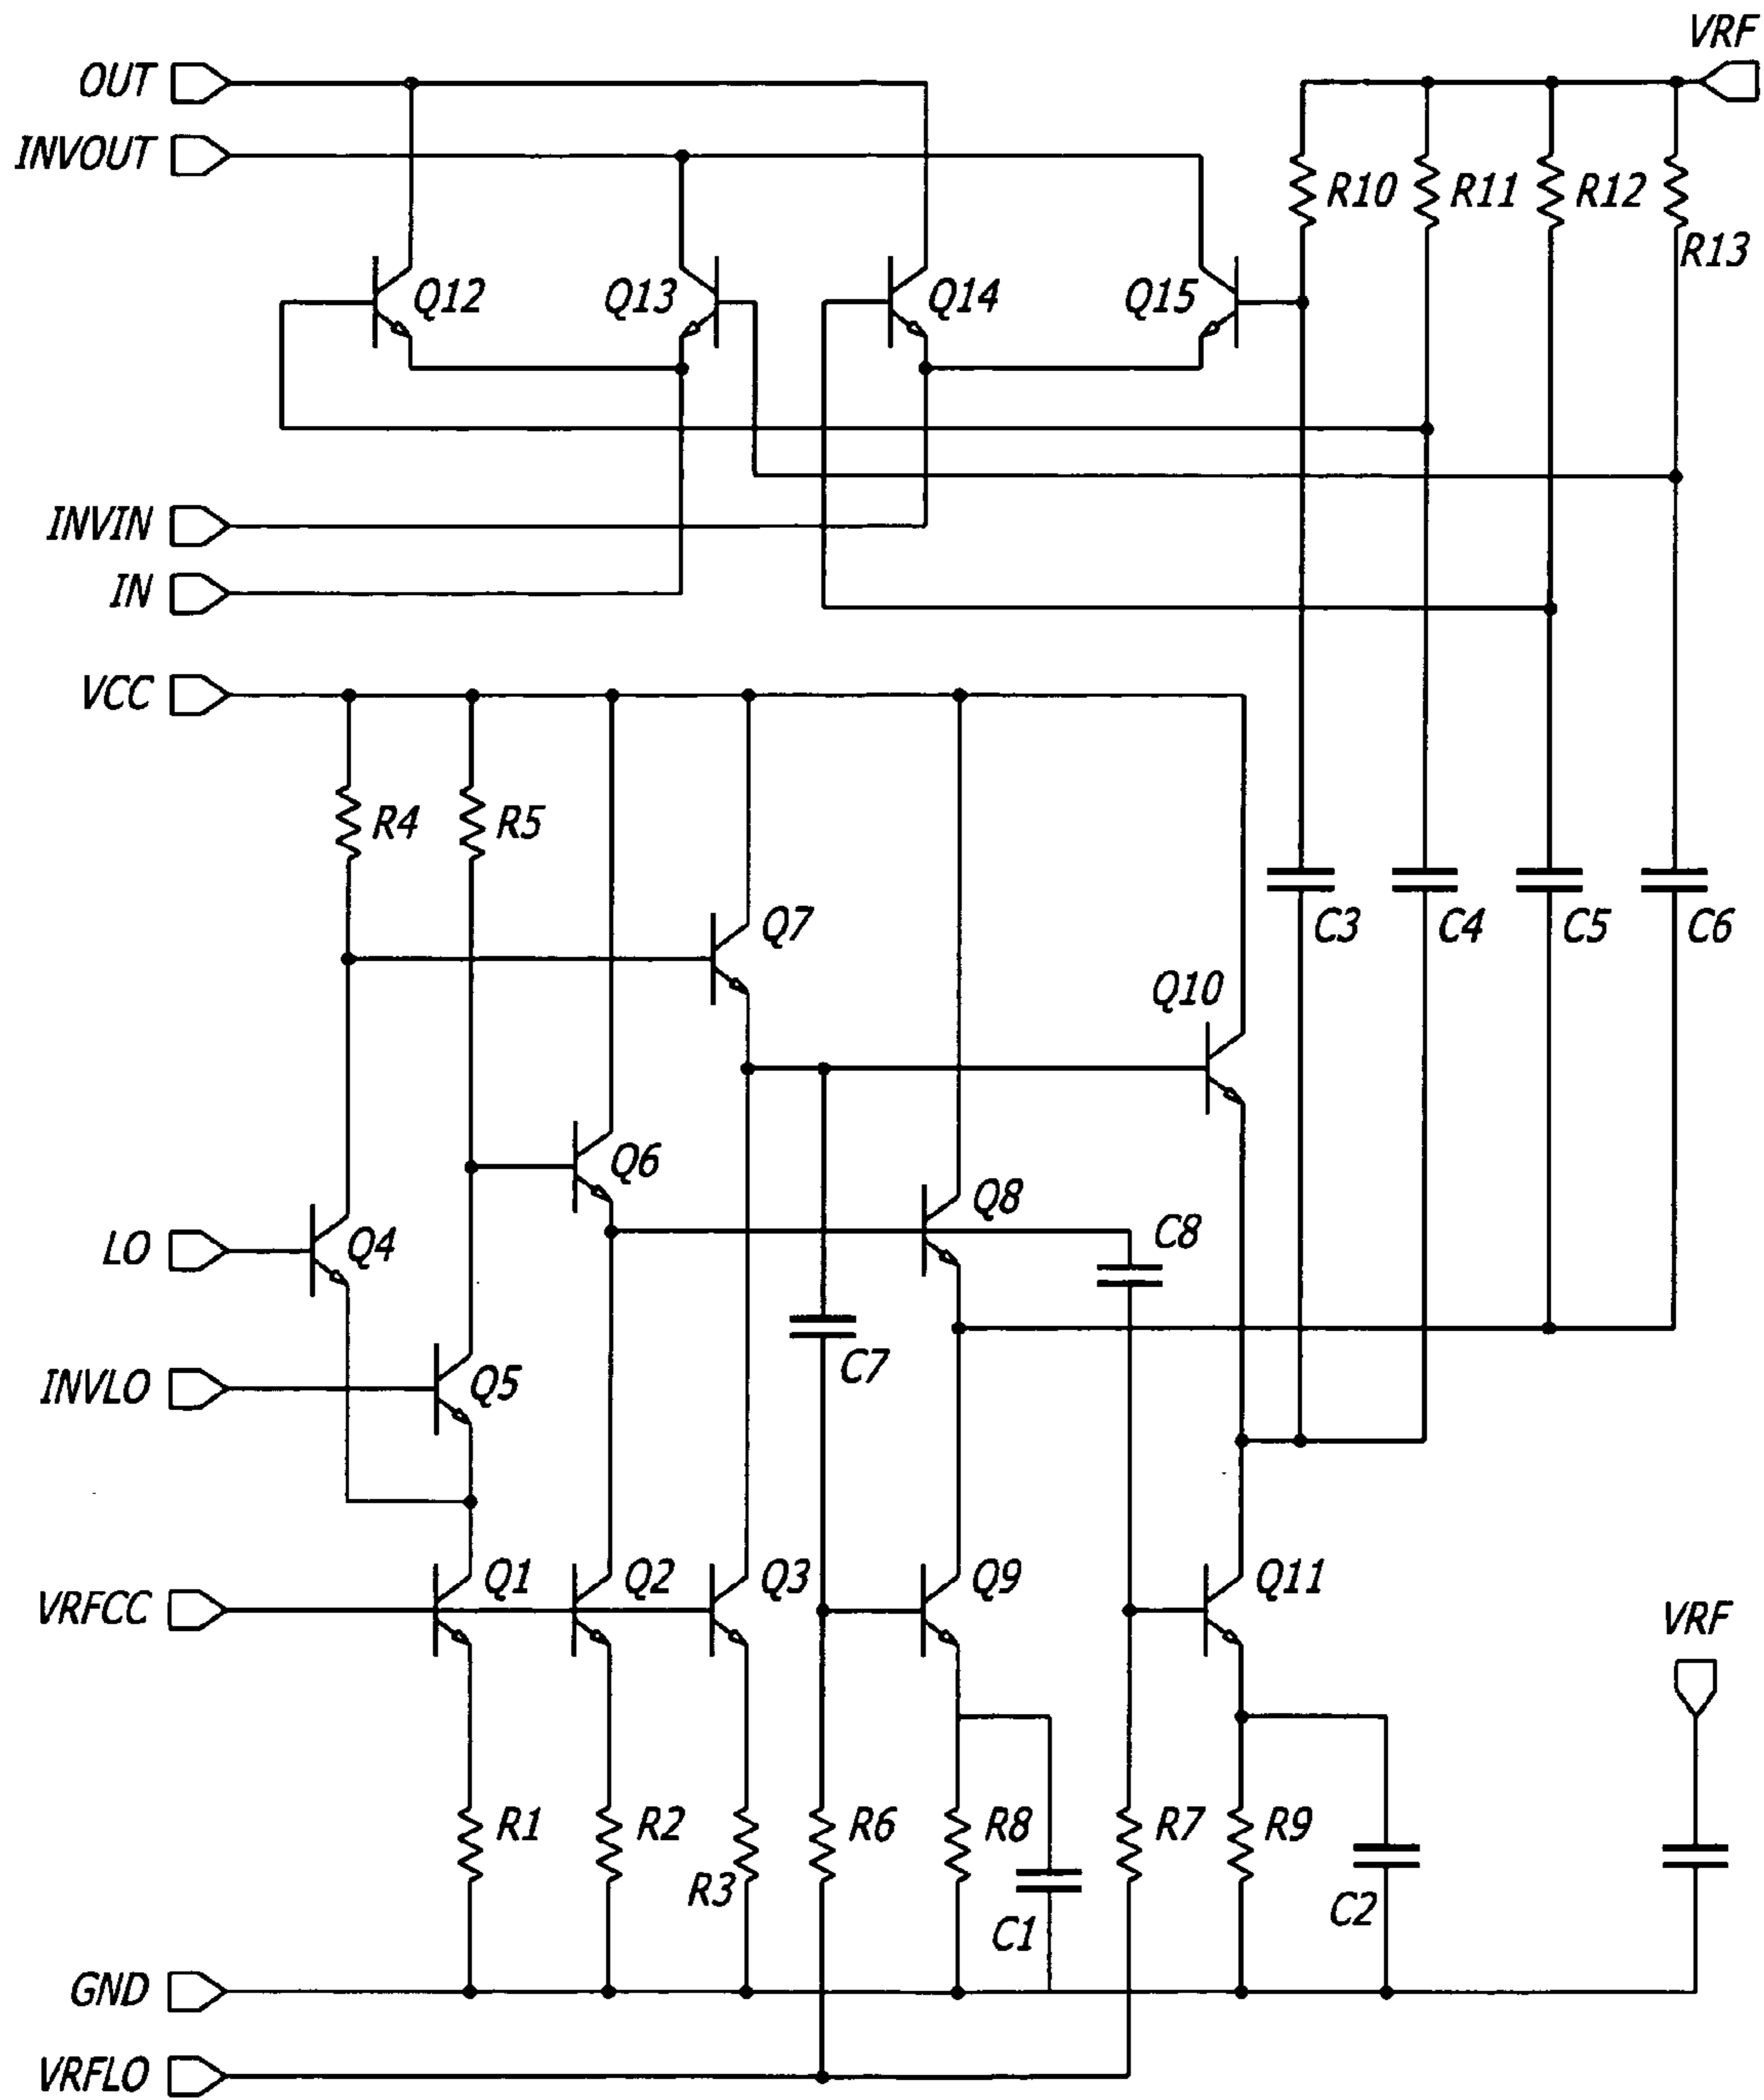 VRF
OUT
INVOUT
R10
R11
R12
R13
Q12
Q13
Q14
Q15
INVIN
IN
VCC
R4
R5
Q7
C3
C4
C5
C6
Q10
Q6
Q8
C8
LO
Q4
C7
INVLO
Q5
Q1
Q2
Q3
Q9
Q11
VRFCC
VRF
R1
R2
R3
R6
R8
R7
R9
C1
C2
GND
VRFLO